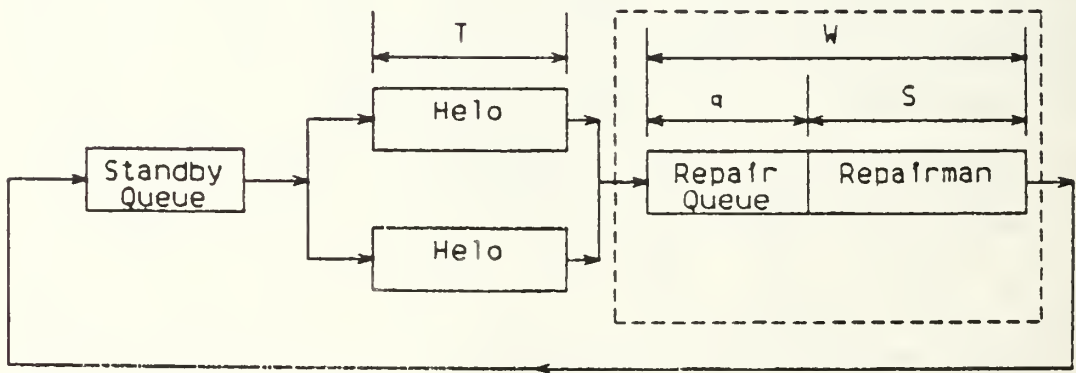 T
W
q
S
Helo
Standby
Queue
Repair
Queue
Repairman
Helo